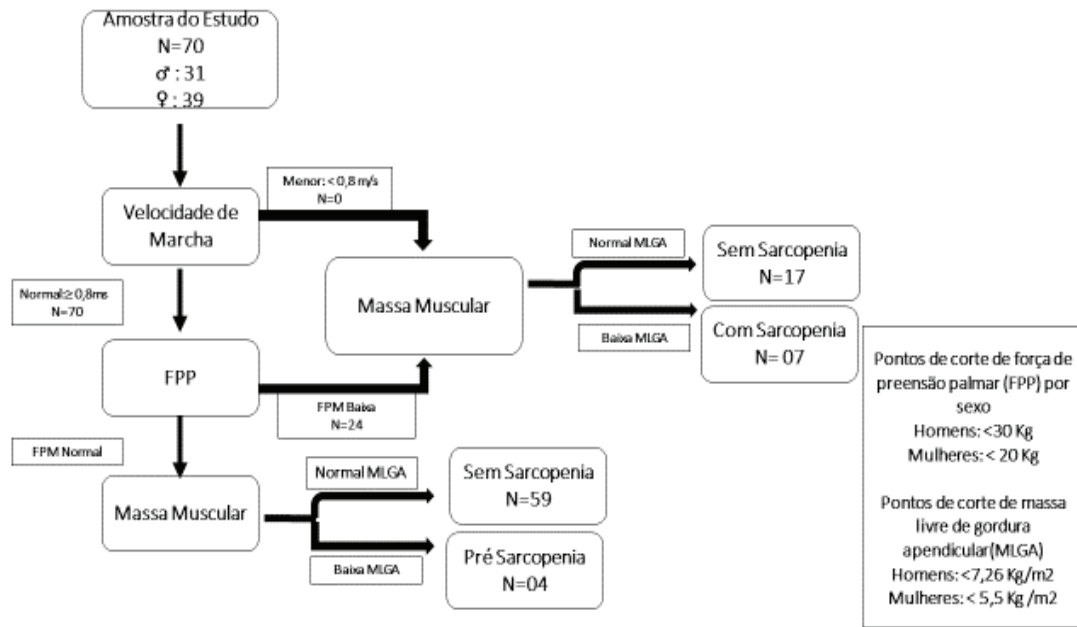 Amostra do Estudo
N=70
♂ : 31
♀ : 39
Menor: < 0,8 m/s
N=0
Velocidade de
Marcha
Normal:≥ 0,8ms
N=70
Massa Muscular
Normal MLGA
Sem Sarcopenia
N=17
Baixa MLGA
Com Sarcopenia
N= 07
FPP
FPM Baixa
N=24
FPM Normal
Massa Muscular
Normal MLGA
Sem Sarcopenia
N=59
Baixa MLGA
Pré Sarcopenia
N=04
Pontos de corte de força de
preensão palmar (FPP) por
sexo
Homens: <30 Kg
Mulheres: < 20 Kg
Pontos de corte de massa
livre de gordura
apendicular(MLGA)
Homens: <7,26 Kg/m2
Mulheres: < 5,5 Kg /m2